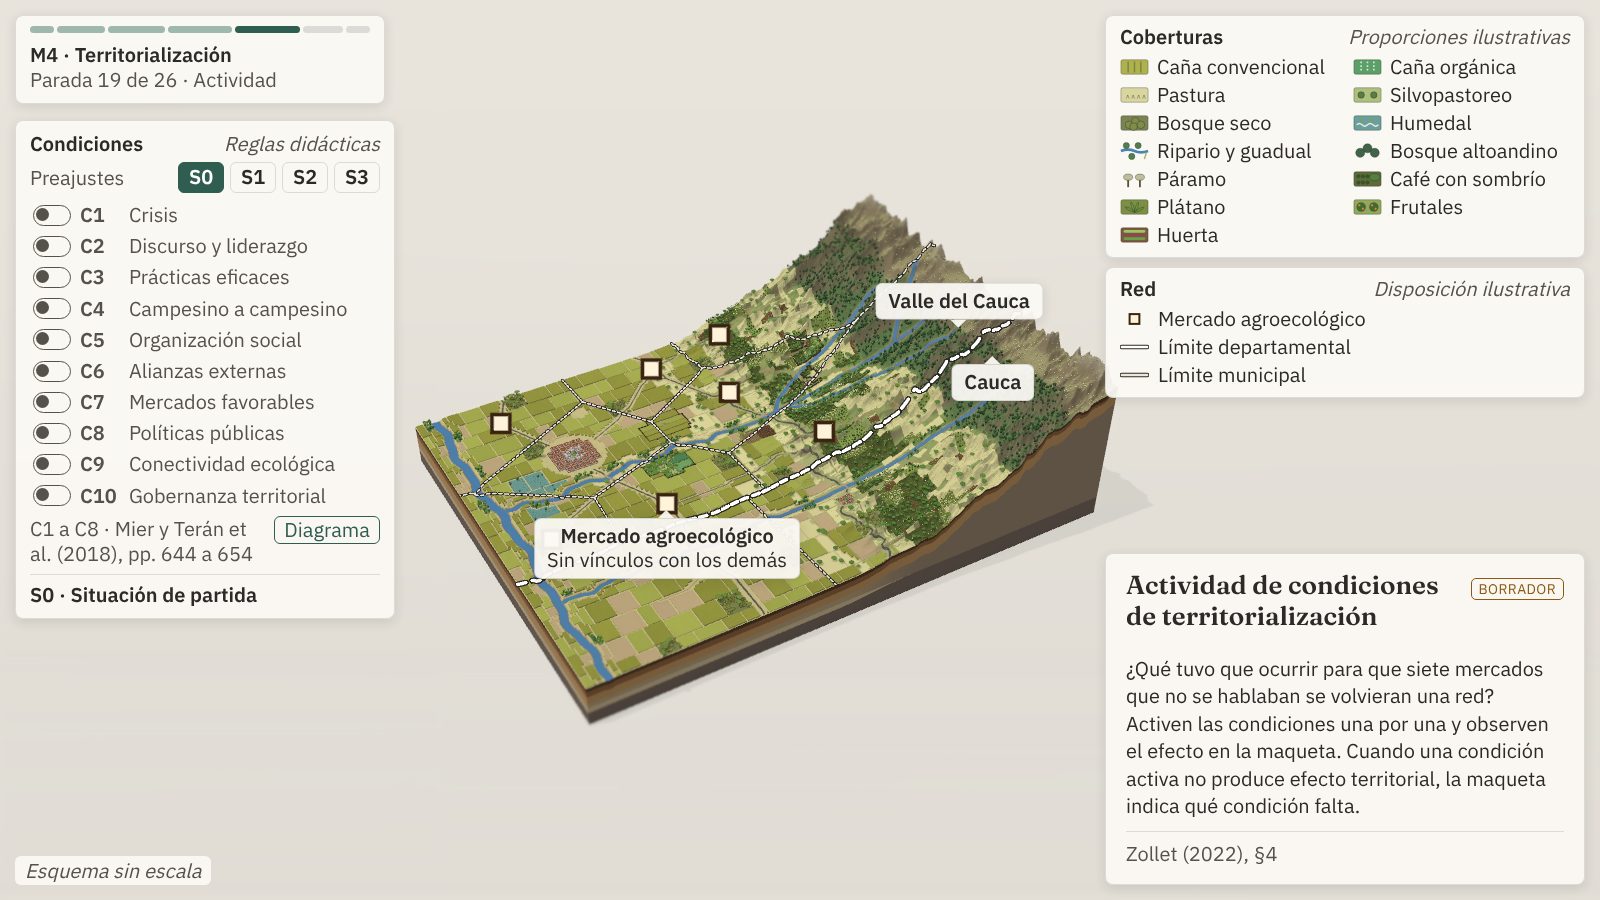 M4 · Territorialización
Parada 19 de 26 · Actividad
Condiciones
Reglas didácticas
Preajustes
S0
S1
S2
S3
C1 Crisis
C2 Discurso y liderazgo
C3 Prácticas eficaces
C4 Campesino a campesino
C5 Organización social
C6 Alianzas externas
C7 Mercados favorables
C8 Políticas públicas
C9 Conectividad ecológica
C10 Gobernanza territorial
C1 a C8 · Mier y Terán et
al. (2018), pp. 644 a 654
Diagrama
S0 · Situación de partida
Esquema sin escala
Valle del Cauca
Cauca
Mercado agroecológico
Sin vínculos con los demás
Coberturas
Proporciones ilustrativas
Caña convencional
Caña orgánica
Pastura
Silvopastoreo
Bosque seco
Humedal
Ripario y guadual
Bosque altoandino
Páramo
Café con sombrío
Plátano
Frutales
Huerta
Red
Disposición ilustrativa
Mercado agroecológico
Límite departamental
Límite municipal
Actividad de condiciones
de territorialización
BORRADOR
¿Qué tuvo que ocurrir para que siete mercados
que no se hablaban se volvieran una red?
Activen las condiciones una por una y observen
el efecto en la maqueta. Cuando una condición
activa no produce efecto territorial, la maqueta
indica qué condición falta.
Zollet (2022), §4